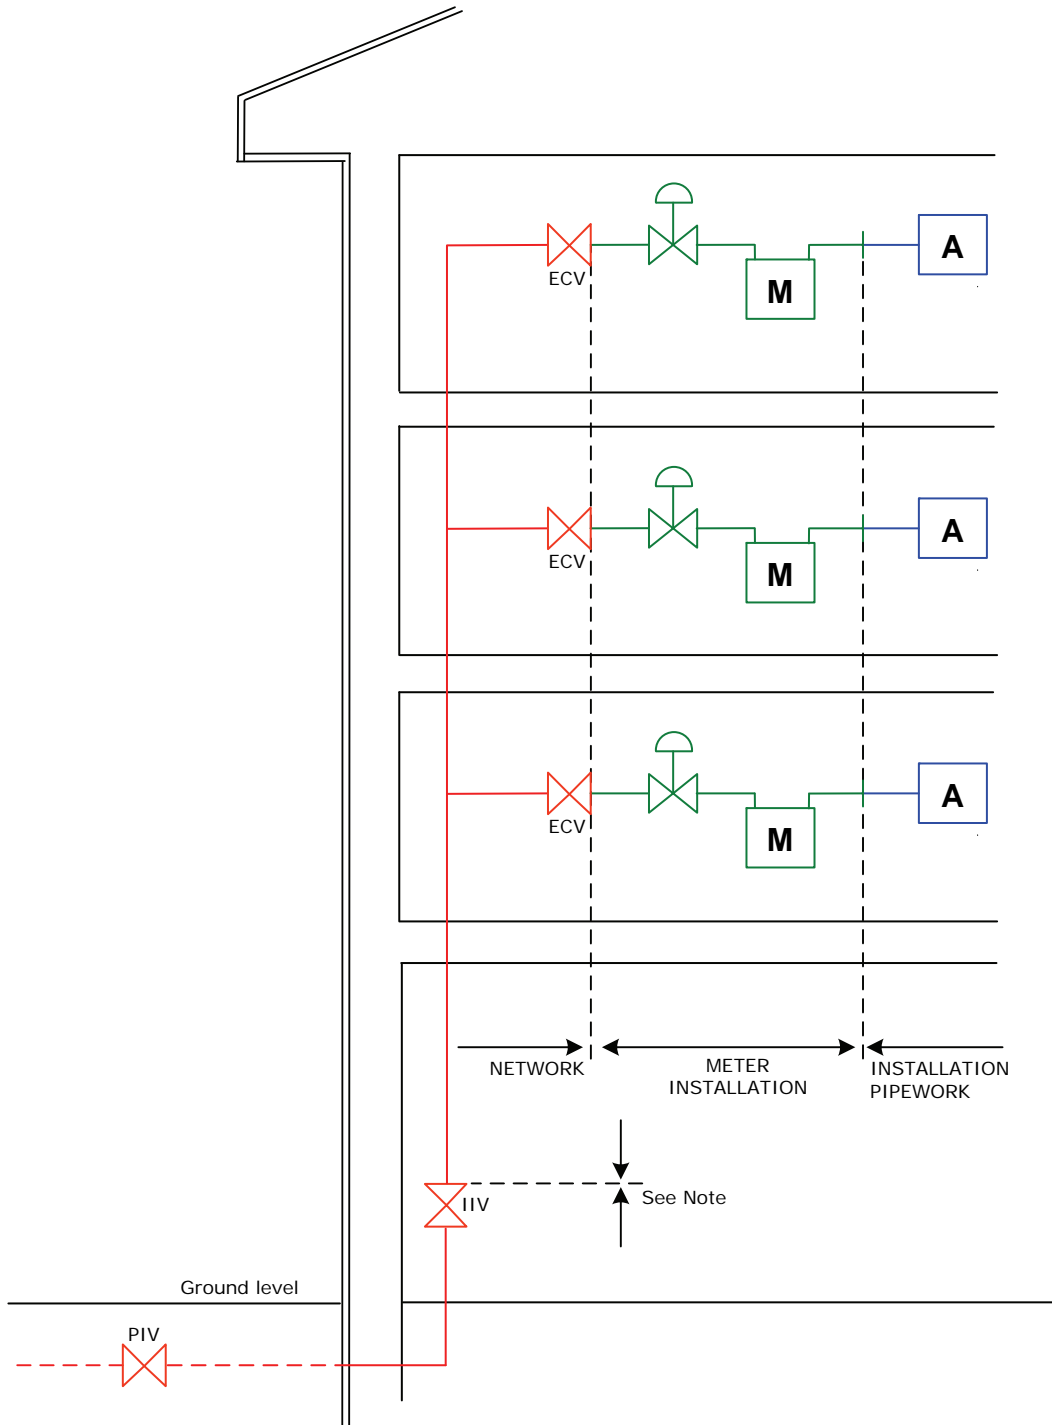 A
ECV
M
A
ECV
M
A
ECV
M
NETWORK
METER
INSTALLATION
INSTALLATION
PIPEWORK
IIV
See Note
Ground level
PIV